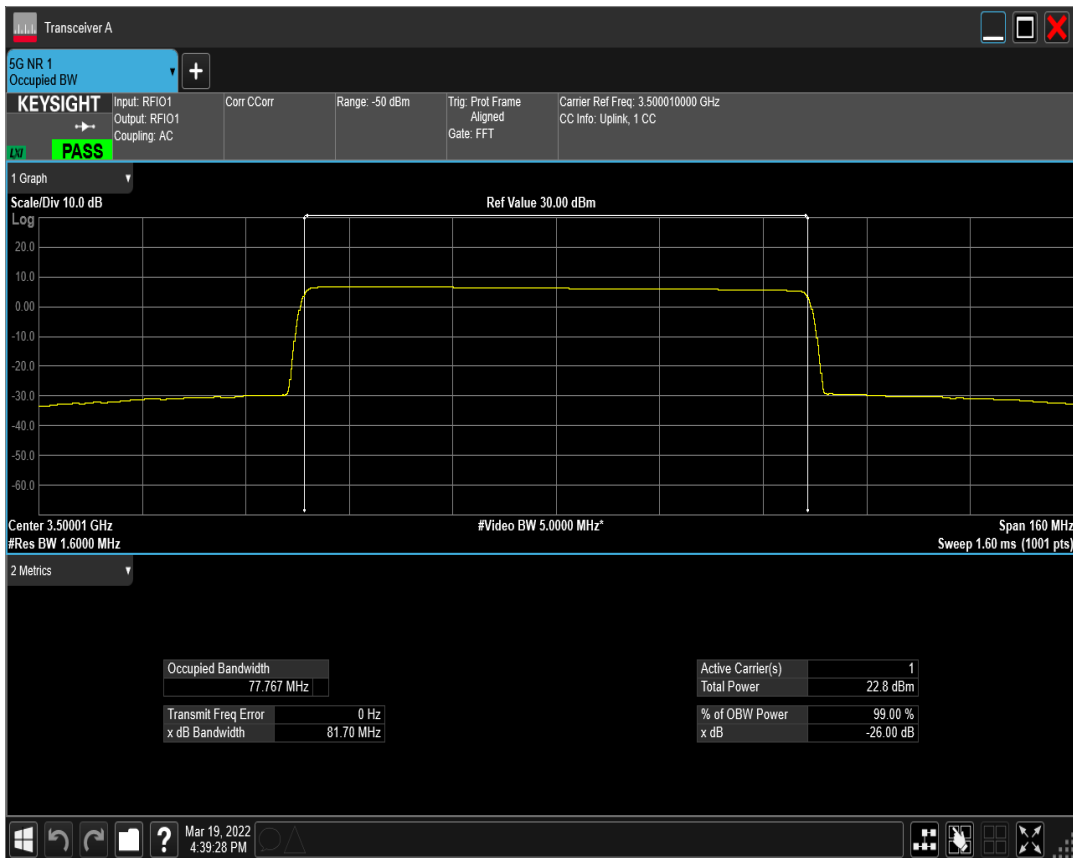 Transceiver A
5G NR 1
Occupied BW
+
KEYSIGHT
LXI
PASS
Input: RFIO1
Output: RFIO1
Coupling: AC
Corr CCorr
Range: -50 dBm
Trig: Prot Frame
Aligned
Gate: FFT
Carrier Ref Freq: 3.500010000 GHz
CC Info: Uplink, 1 CC
1 Graph
Scale/Div 10.0 dB
Ref Value 30.00 dBm
Log
20.0
10.0
0.00
-10.0
-20.0
-30.0
-40.0
-50.0
-60.0
Center 3.50001 GHz
#Video BW 5.0000 MHz*
Span 160 MHz
#Res BW 1.6000 MHz
Sweep 1.60 ms (1001 pts)
2 Metrics
Occupied Bandwidth
77.767 MHz
Transmit Freq Error 0 Hz
x dB Bandwidth 81.70 MHz
Active Carrier(s) 1
Total Power 22.8 dBm
% of OBW Power 99.00 %
x dB -26.00 dB
?
Mar 19, 2022
4:39:28 PM